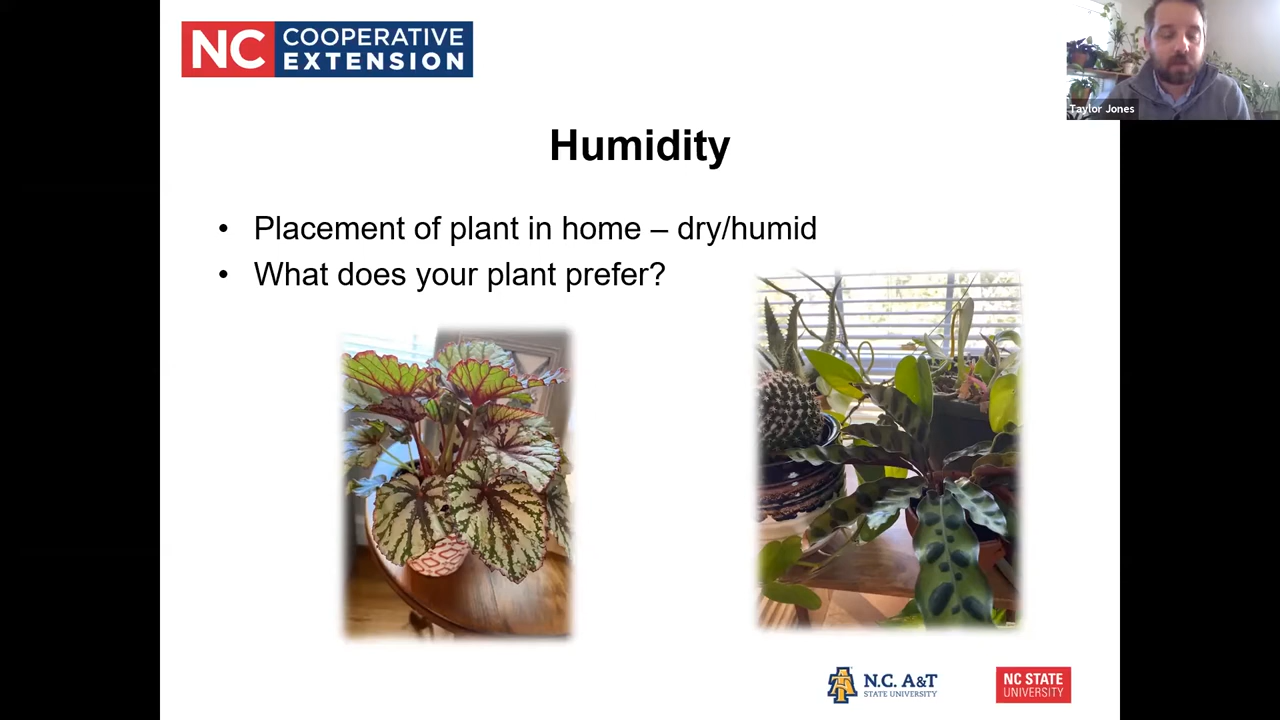 NC COOPERATIVE
EXTENSION
Taylor Jones
Humidity
• Placement of plant in home – dry/humid
• What does your plant prefer?
N.C. A&T
STATE UNIVERSITY
NC STATE
UNIVERSITY